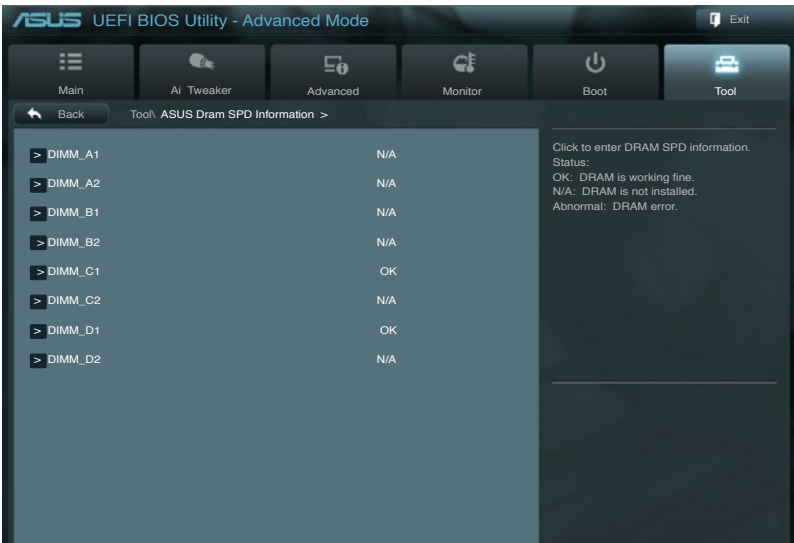 ASUS UEFI BIOS Utility - Advanced Mode
Exit
Main
Ai Tweaker
Advanced
Monitor
Boot
Tool
Back
Tool\ ASUS Dram SPD Information >
> DIMM_A1 N/A
> DIMM_A2 N/A
> DIMM_B1 N/A
> DIMM_B2 N/A
> DIMM_C1 OK
> DIMM_C2 N/A
> DIMM_D1 OK
> DIMM_D2 N/A
Click to enter DRAM SPD information.
Status:
OK: DRAM is working fine.
N/A: DRAM is not installed.
Abnormal: DRAM error.